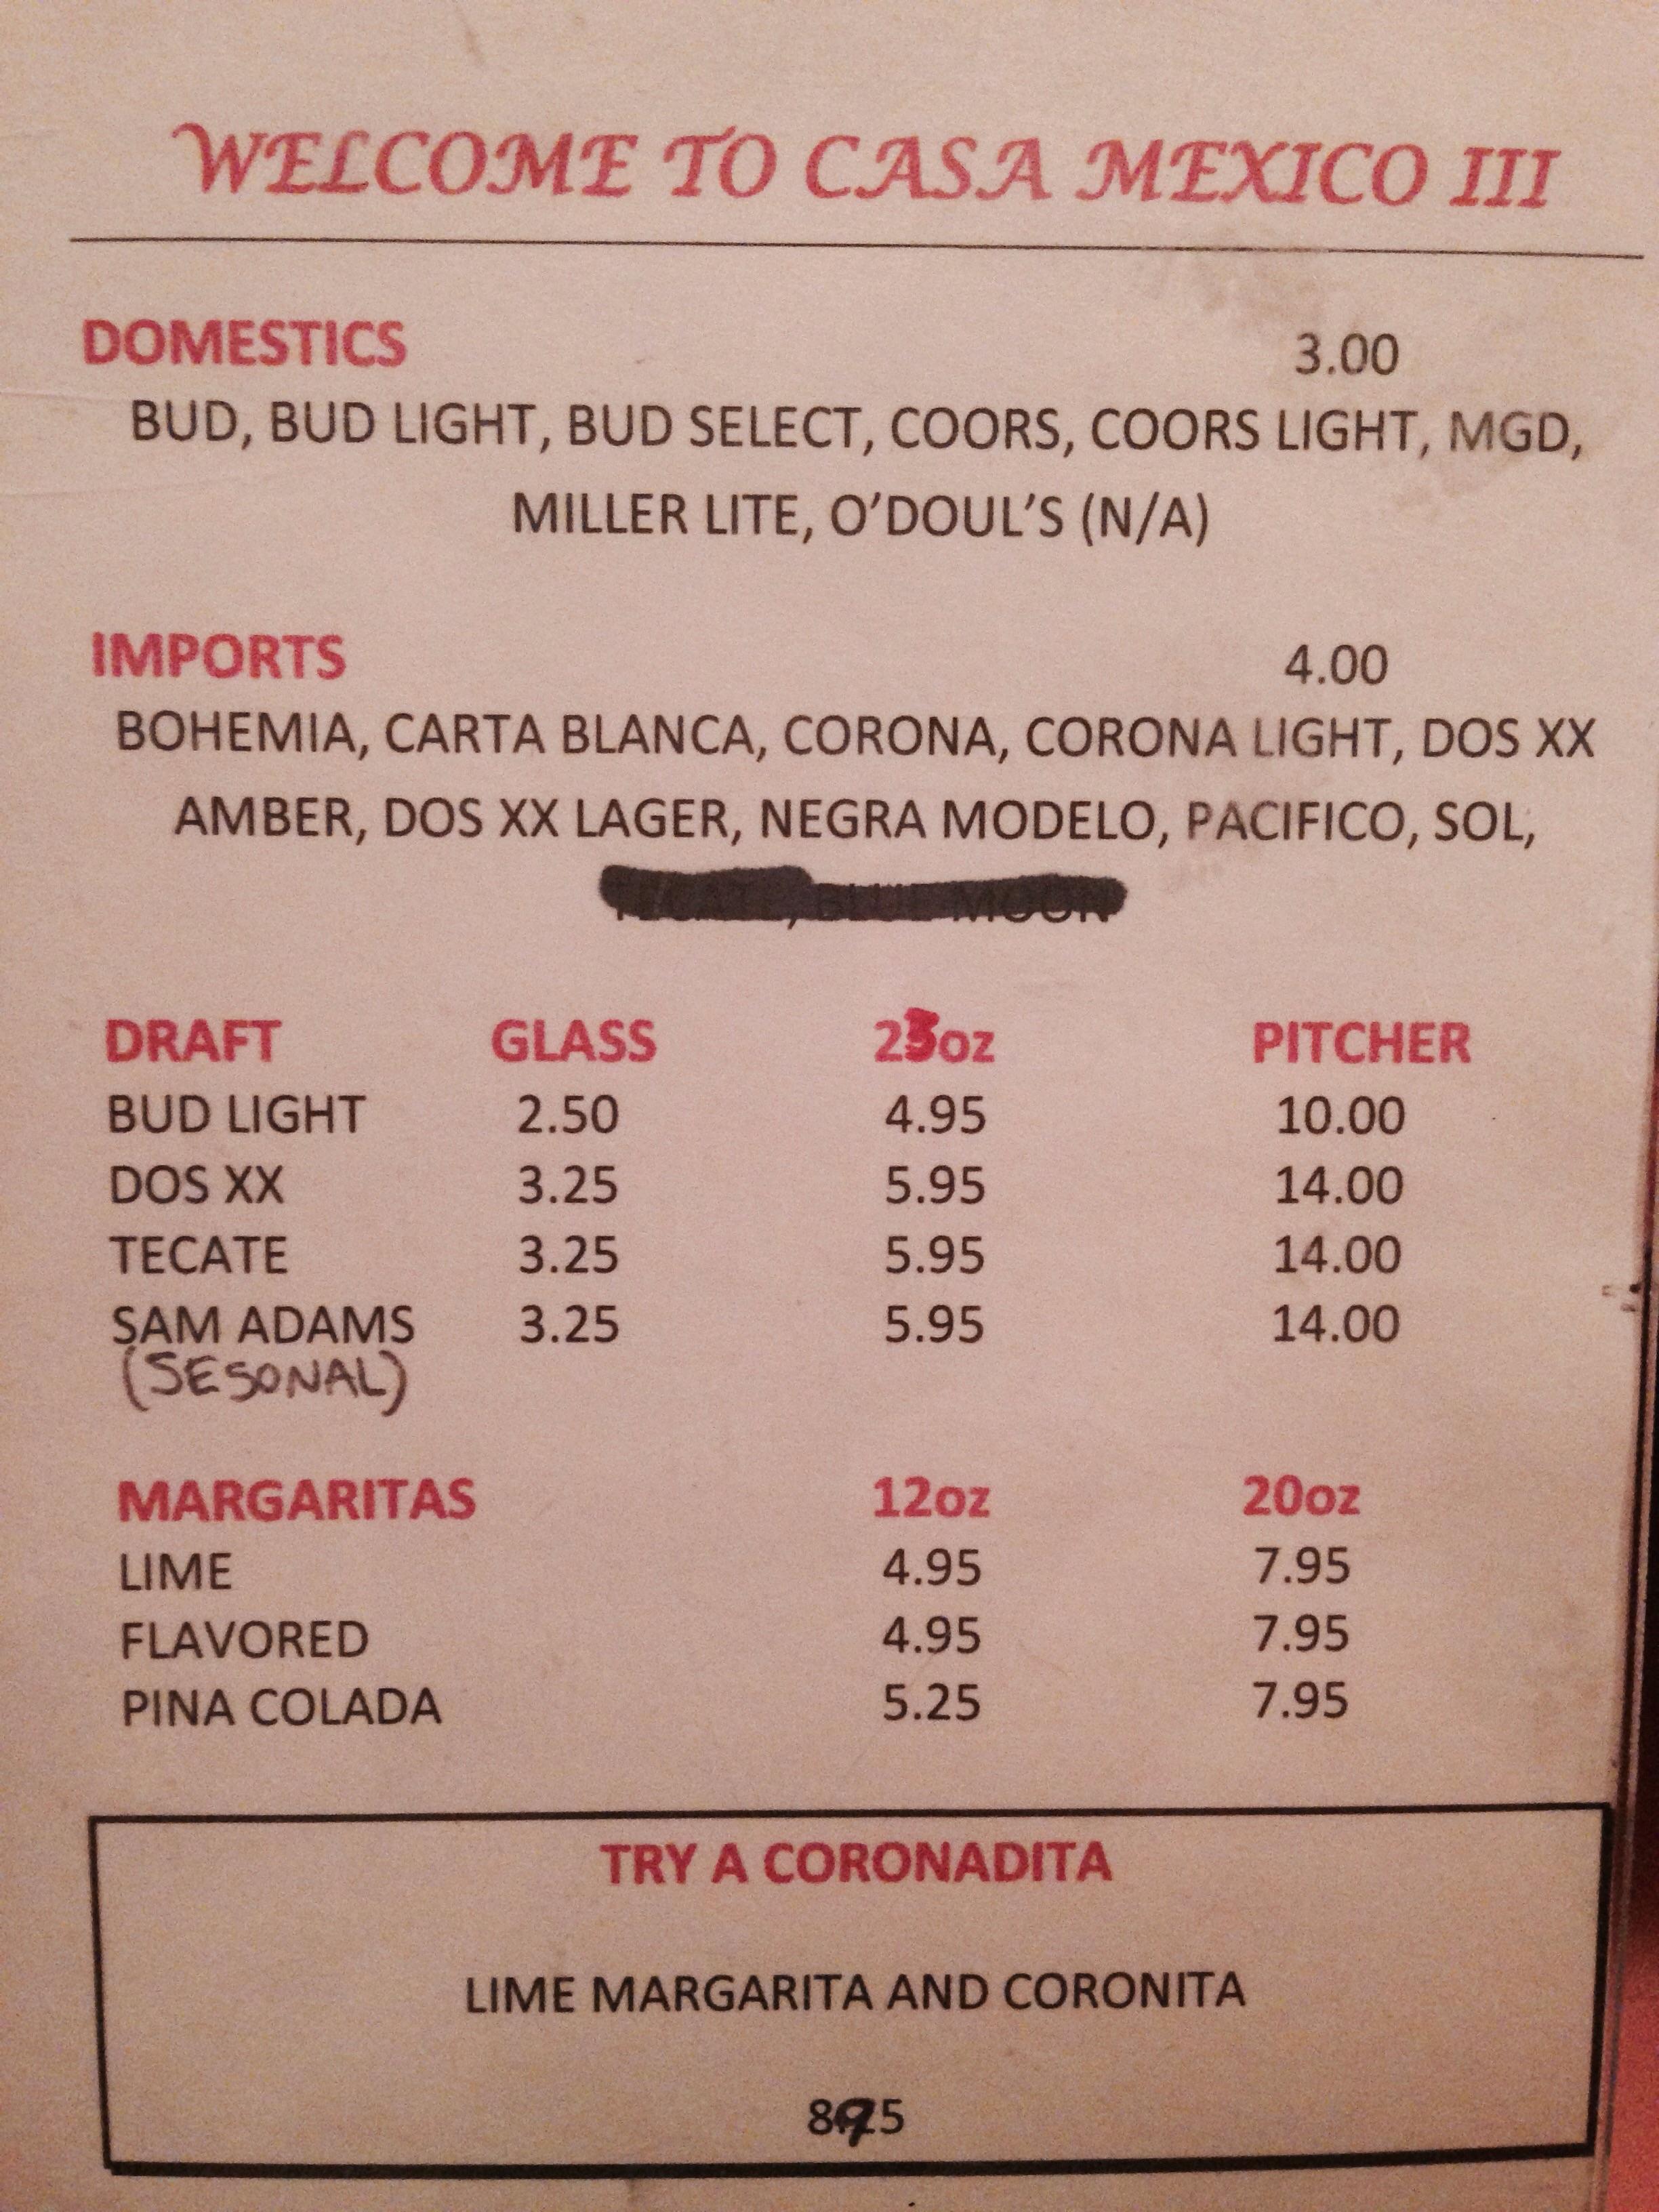 WELCOME TO CASA MEXICO III
DOMESTICS 3.00
BUD, BUD LIGHT, BUD SELECT, COORS, COORS LIGHT, MGD,
MILLER LITE, O'DOUL'S (N/A)
IMPORTS 4.00
BOHEMIA, CARTA BLANCA, CORONA, CORONA LIGHT, DOS XX
AMBER, DOS XX LAGER, NEGRA MODELO, PACIFICO, SOL,
TECATE, BLUE MOON
DRAFT GLASS 23oz PITCHER
BUD LIGHT 2.50 4.95 10.00
DOS XX 3.25 5.95 14.00
TECATE 3.25 5.95 14.00
SAM ADAMS 3.25 5.95 14.00
(SESONAL)
MARGARITAS 12oz 20oz
LIME 4.95 7.95
FLAVORED 4.95 7.95
PINA COLADA 5.25 7.95
TRY A CORONADITA
LIME MARGARITA AND CORONITA
8.95